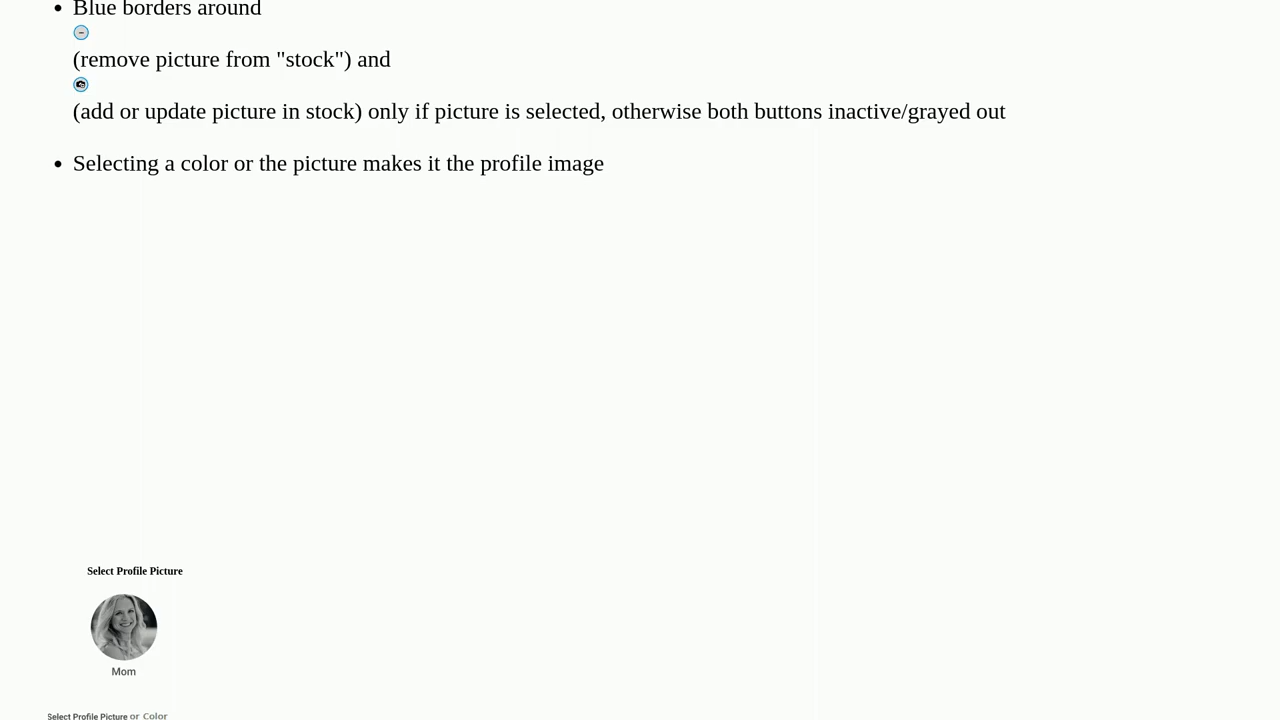 Blue borders around
(remove picture from "stock") and
(add or update picture in stock) only if picture is selected, otherwise both buttons inactive/grayed out
Selecting a color or the picture makes it the profile image
Select Profile Picture
Mom
Select Profile Picture or Color